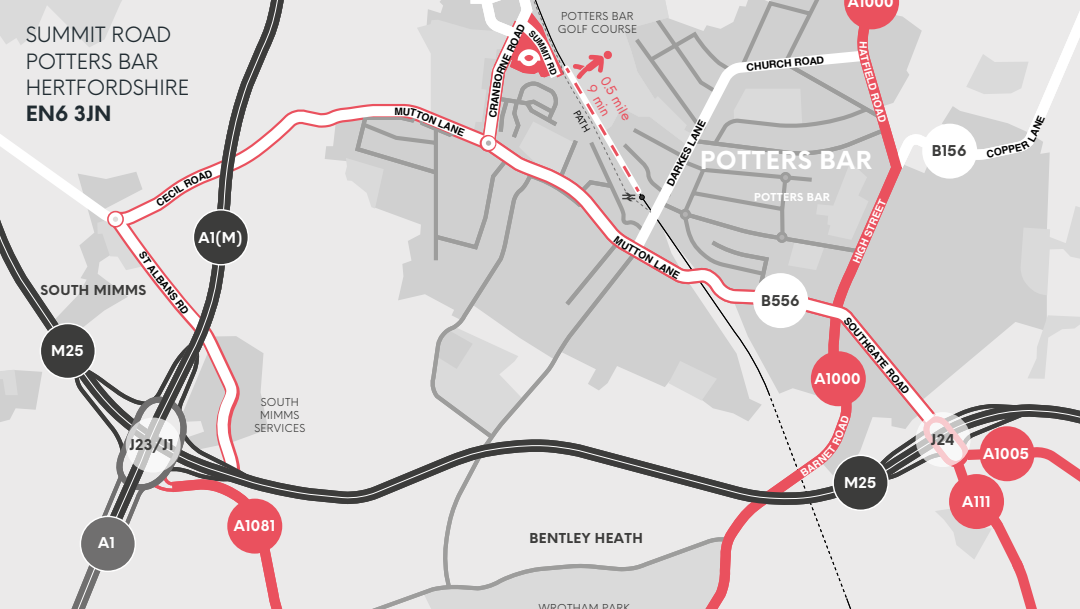 SUMMIT ROAD
POTTERS BAR
HERTFORDSHIRE
EN6 3JN
POTTERS BAR
GOLF COURSE
A1000
SUMMIT RD
CRANBORNE ROAD
0.5 mile
9 min
PATH
CHURCH ROAD
HATFIELD ROAD
COPPER LANE
B156
MUTTON LANE
DARKES LANE
POTTERS BAR
POTTERS BAR
CECIL ROAD
A1(M)
HIGH STREET
MUTTON LANE
ST ALBANS RD
SOUTH MIMMS
B556
M25
SOUTHGATE ROAD
A1000
SOUTH
MIMMS
SERVICES
J23/J1
BARNET ROAD
J24
A1005
M25
A111
A1081
A1
BENTLEY HEATH
WROTHAM PARK